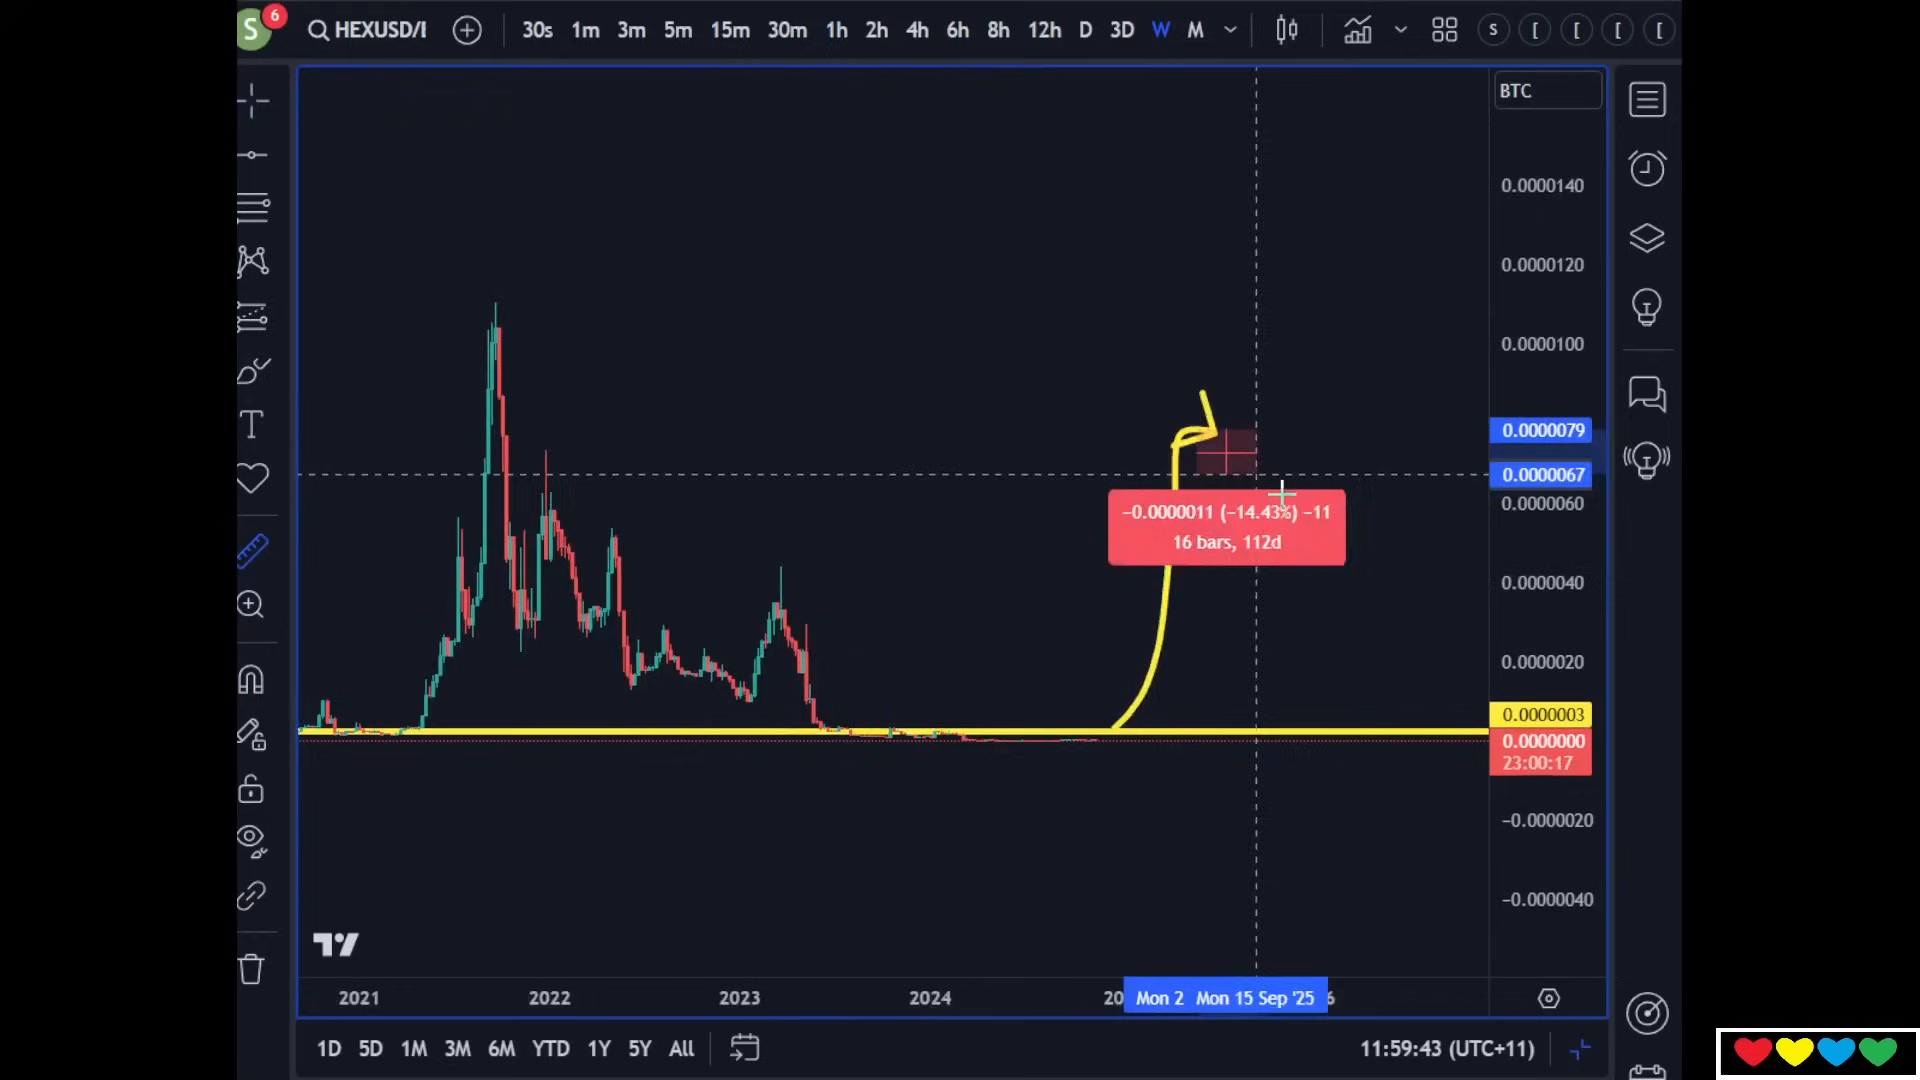 S
6
HEXUSD/I
30s 1m 3m 5m 15m 30m 1h 2h 4h 6h 8h 12h D 3D W M
S [ [ [ [
BTC
0.0000140
0.0000120
0.0000100
0.0000079
0.0000067
0.0000060
−0.0000011 (−14.43%) −11
16 bars, 112d
0.0000040
0.0000020
0.0000003
0.0000000
23:00:17
−0.0000020
−0.0000040
2021 2022 2023 2024 20 Mon 2 Mon 15 Sep '25 6
1D 5D 1M 3M 6M YTD 1Y 5Y All
11:59:43 (UTC+11)